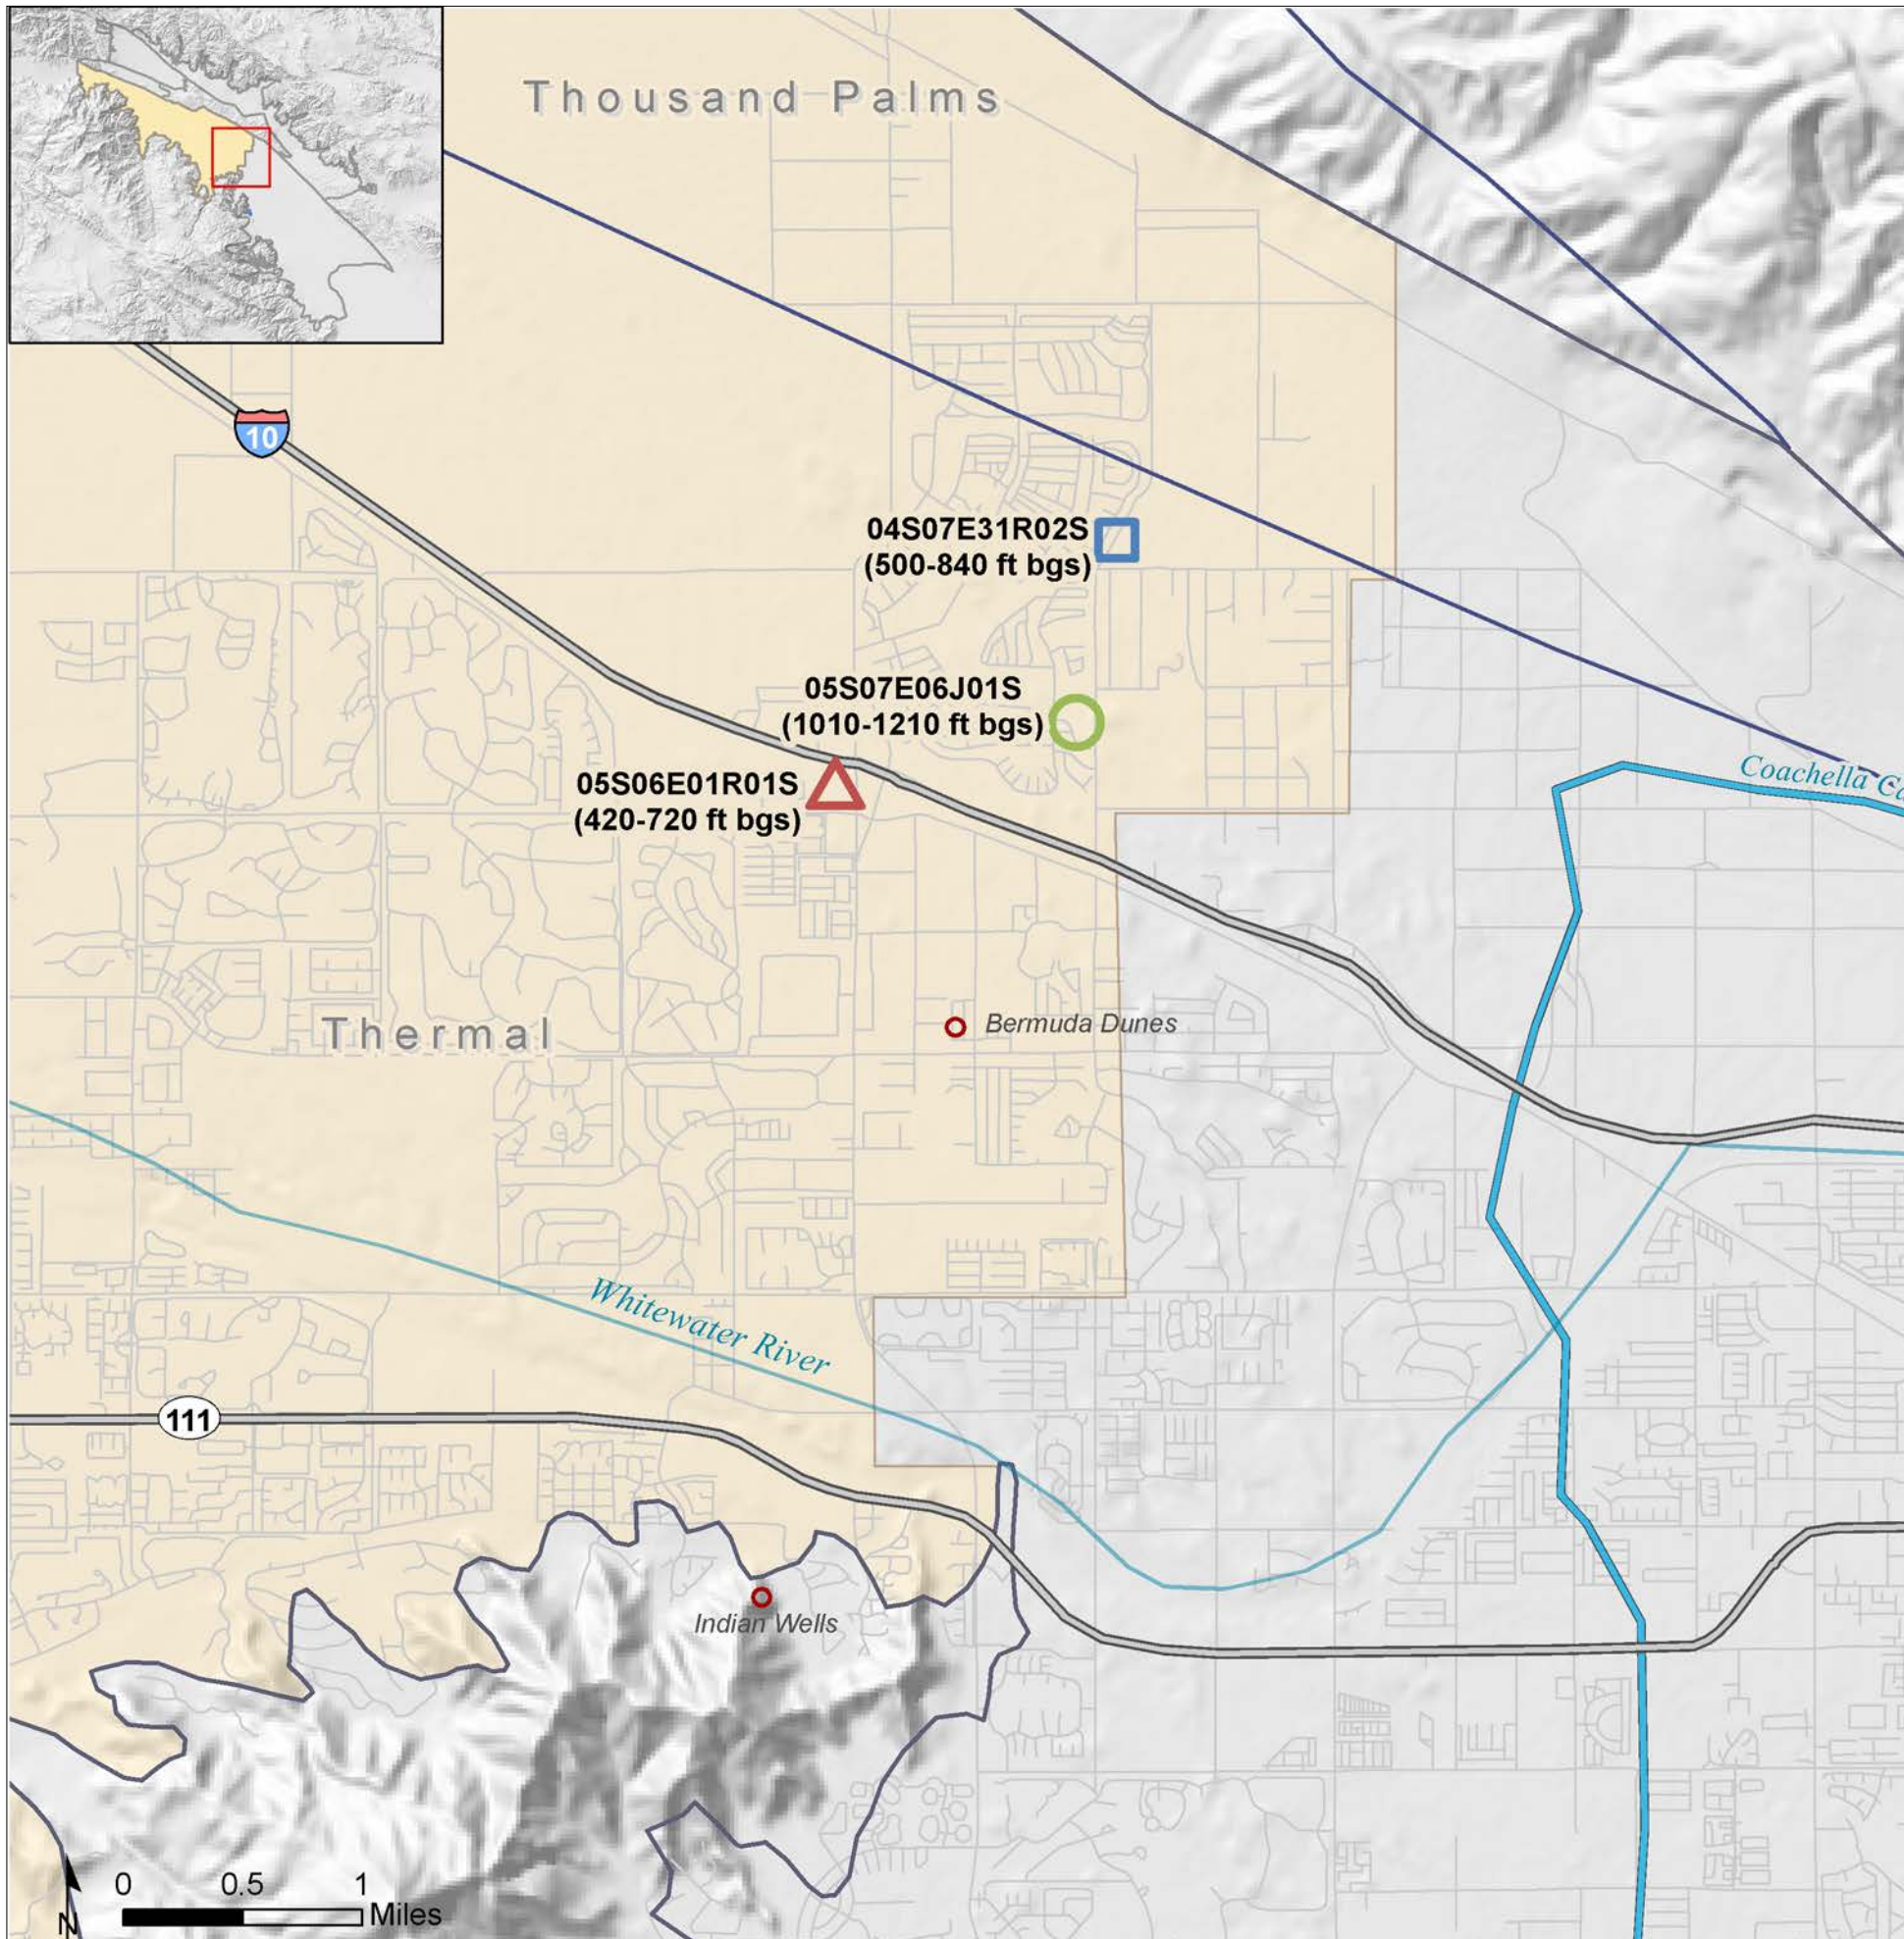 Thousand Palms
10
04S07E31R02S
(500-840 ft bgs)
05S07E06J01S
(1010-1210 ft bgs)
05S06E01R01S
(420-720 ft bgs)
Coachella Ca
Bermuda Dunes
Thermal
Whitewater River
111
Indian Wells
0 0.5 1
Miles
N